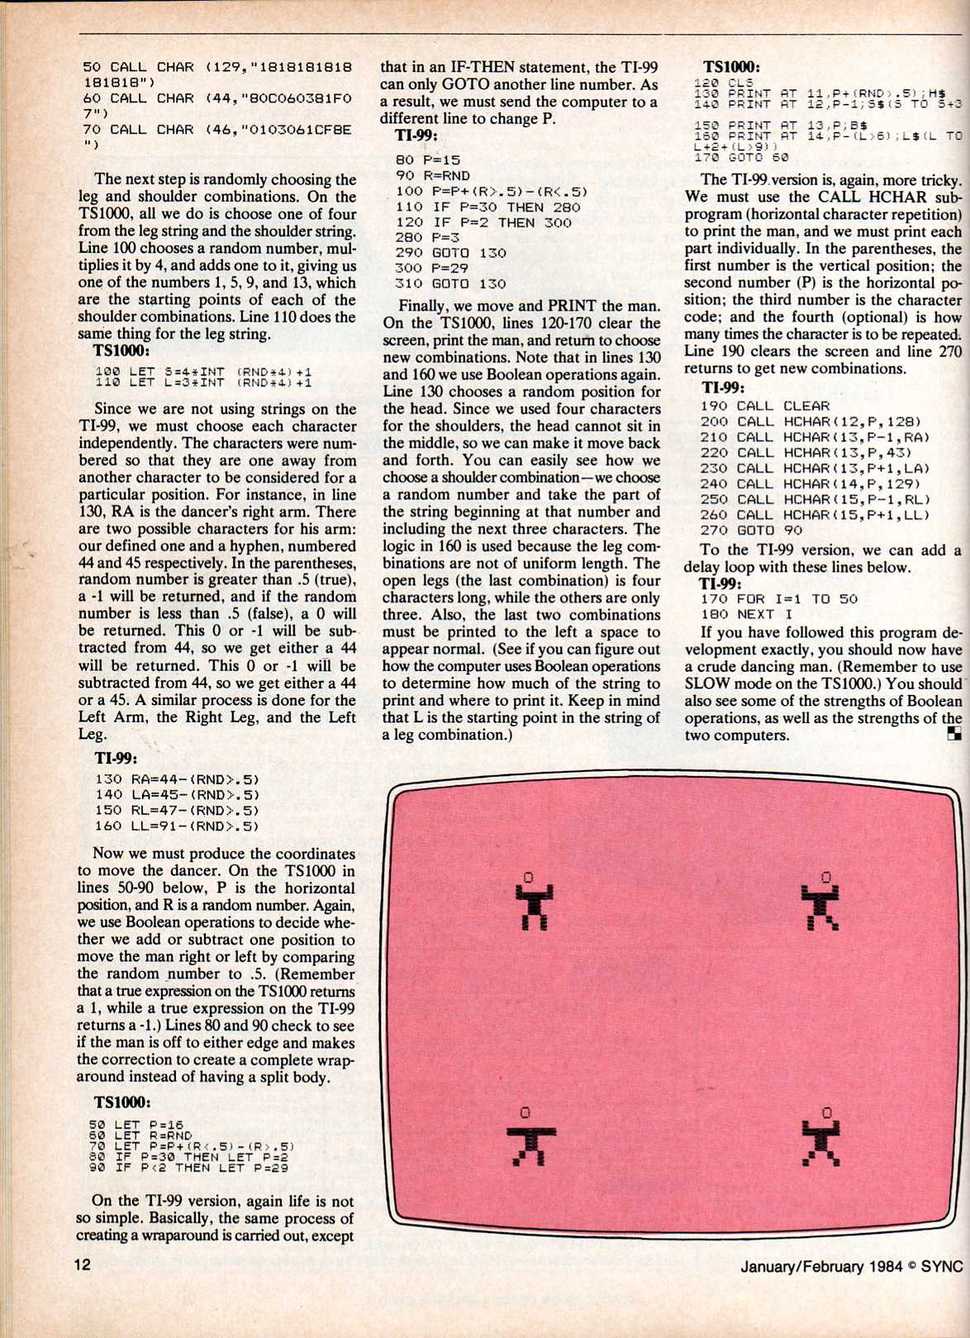 50 CALL CHAR (129,"1818181818
181818")
60 CALL CHAR (44,"80C060381F0
7")
70 CALL CHAR (46,"0103061CF8E
")
The next step is randomly choosing the
leg and shoulder combinations. On the
TS1000, all we do is choose one of four
from the leg string and the shoulder string.
Line 100 chooses a random number, mul-
tiplies it by 4, and adds one to it, giving us
one of the numbers 1, 5, 9, and 13, which
are the starting points of each of the
shoulder combinations. Line 110 does the
same thing for the leg string.
TS1000:
100 LET S=4*INT (RND*4)+1
110 LET L=3*INT (RND*4)+1
Since we are not using strings on the
TI-99, we must choose each character
independently. The characters were num-
bered so that they are one away from
another character to be considered for a
particular position. For instance, in line
130, RA is the dancer's right arm. There
are two possible characters for his arm:
our defined one and a hyphen, numbered
44 and 45 respectively. In the parentheses,
random number is greater than .5 (true),
a -1 will be returned, and if the random
number is less than .5 (false), a 0 will
be returned. This 0 or -1 will be sub-
tracted from 44, so we get either a 44
will be returned. This 0 or -1 will be
subtracted from 44, so we get either a 44
or a 45. A similar process is done for the
Left Arm, the Right Leg, and the Left
Leg.
TI-99:
130 RA=44-(RND>.5)
140 LA=45-(RND>.5)
150 RL=47-(RND>.5)
160 LL=91-(RND>.5)
Now we must produce the coordinates
to move the dancer. On the TS1000 in
lines 50-90 below, P is the horizontal
position, and R is a random number. Again,
we use Boolean operations to decide whe-
ther we add or subtract one position to
move the man right or left by comparing
the random number to .5. (Remember
that a true expression on the TS1000 returns
a 1, while a true expression on the TI-99
returns a -1.) Lines 80 and 90 check to see
if the man is off to either edge and makes
the correction to create a complete wrap-
around instead of having a split body.
TS1000:
50 LET P=16
60 LET R=RND
70 LET P=P+(R<.5)-(R>.5)
80 IF P=30 THEN LET P=2
90 IF P<2 THEN LET P=29
On the TI-99 version, again life is not
so simple. Basically, the same process of
creating a wraparound is carried out, except
that in an IF-THEN statement, the TI-99
can only GOTO another line number. As
a result, we must send the computer to a
different line to change P.
TI-99:
80 P=15
90 R=RND
100 P=P+(R>.5)-(R<.5)
110 IF P=30 THEN 280
120 IF P=2 THEN 300
280 P=3
290 GOTO 130
300 P=29
310 GOTO 130
Finally, we move and PRINT the man.
On the TS1000, lines 120-170 clear the
screen, print the man, and return to choose
new combinations. Note that in lines 130
and 160 we use Boolean operations again.
Line 130 chooses a random position for
the head. Since we used four characters
for the shoulders, the head cannot sit in
the middle, so we can make it move back
and forth. You can easily see how we
choose a shoulder combination—we choose
a random number and take the part of
the string beginning at that number and
including the next three characters. The
logic in 160 is used because the leg com-
binations are not of uniform length. The
open legs (the last combination) is four
characters long, while the others are only
three. Also, the last two combinations
must be printed to the left a space to
appear normal. (See if you can figure out
how the computer uses Boolean operations
to determine how much of the string to
print and where to print it. Keep in mind
that L is the starting point in the string of
a leg combination.)
TS1000:
120 CLS
130 PRINT AT 11,P+(RND>.5);H$
140 PRINT AT 12,P-1;S$(S TO S+3
150 PRINT AT 13,P;B$
160 PRINT AT 14,P-(L>6);L$(L TO
L+2+(L>9))
170 GOTO 60
The TI-99 version is, again, more tricky.
We must use the CALL HCHAR sub-
program (horizontal character repetition)
to print the man, and we must print each
part individually. In the parentheses, the
first number is the vertical position; the
second number (P) is the horizontal po-
sition; the third number is the character
code; and the fourth (optional) is how
many times the character is to be repeated.
Line 190 clears the screen and line 270
returns to get new combinations.
TI-99:
190 CALL CLEAR
200 CALL HCHAR(12,P,128)
210 CALL HCHAR(13,P-1,RA)
220 CALL HCHAR(13,P,43)
230 CALL HCHAR(13,P+1,LA)
240 CALL HCHAR(14,P,129)
250 CALL HCHAR(15,P-1,RL)
260 CALL HCHAR(15,P+1,LL)
270 GOTO 90
To the TI-99 version, we can add a
delay loop with these lines below.
TI-99:
170 FOR I=1 TO 50
180 NEXT I
If you have followed this program de-
velopment exactly, you should now have
a crude dancing man. (Remember to use
SLOW mode on the TS1000.) You should
also see some of the strengths of Boolean
operations, as well as the strengths of the
two computers.
12
January/February 1984 © SYNC